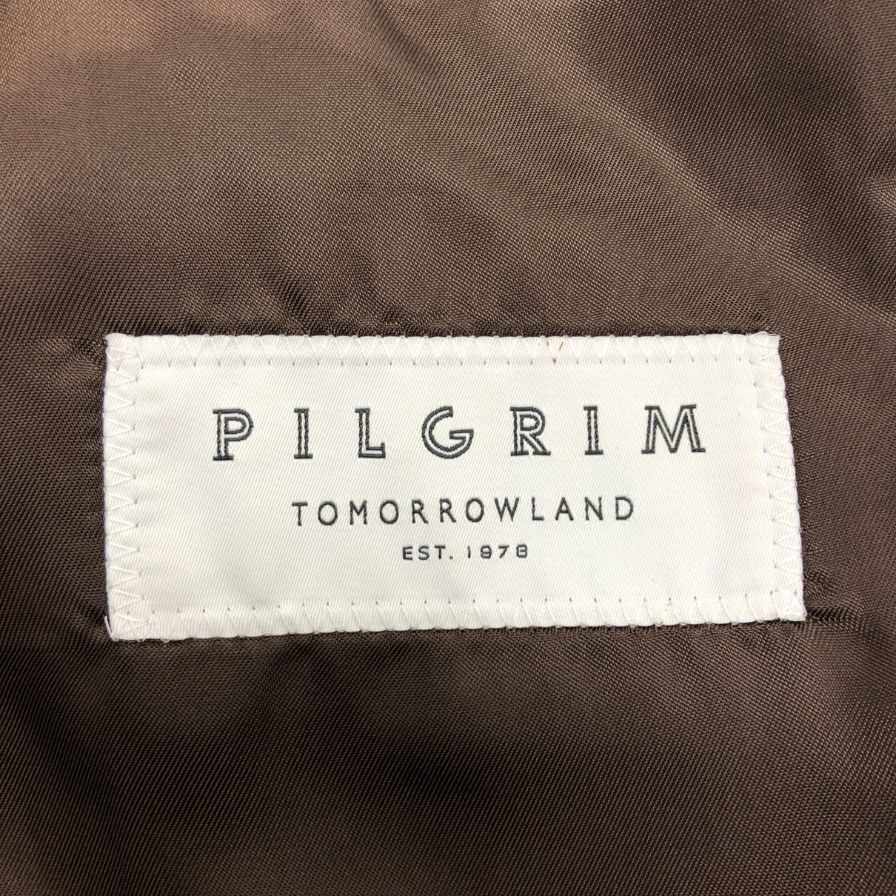 PILGRIM
TOMORROWLAND
EST. 1978